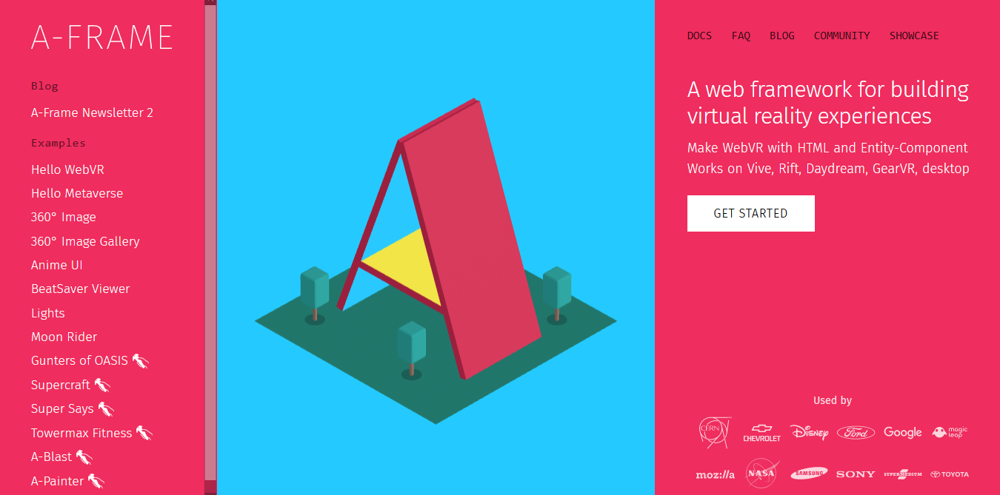 A-FRAME
Blog
A-Frame Newsletter 2
Examples
Hello WebVR
Hello Metaverse
360° Image
360° Image Gallery
Anime UI
BeatSaver Viewer
Lights
Moon Rider
Gunters of OASIS
Supercraft
Super Says
Towermax Fitness
A-Blast
A-Painter
DOCS FAQ BLOG COMMUNITY SHOWCASE
A web framework for building
virtual reality experiences
Make WebVR with HTML and Entity-Component
Works on Vive, Rift, Daydream, GearVR, desktop
GET STARTED
Used by
CERN CHEVROLET Disney Ford Google magic leap
moz://a NASA SAMSUNG SONY SUPERMEDIUM TOYOTA